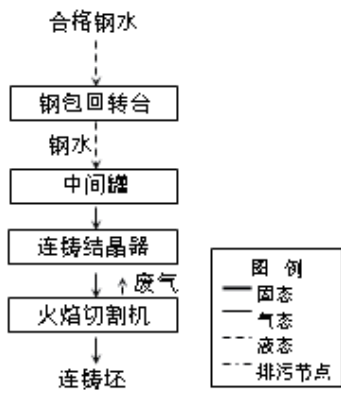 合格钢水
钢包回转台
钢水
中间罐
连铸结晶器
废气
火焰切割机
连铸坯
图 例
固态
气态
液态
排污节点